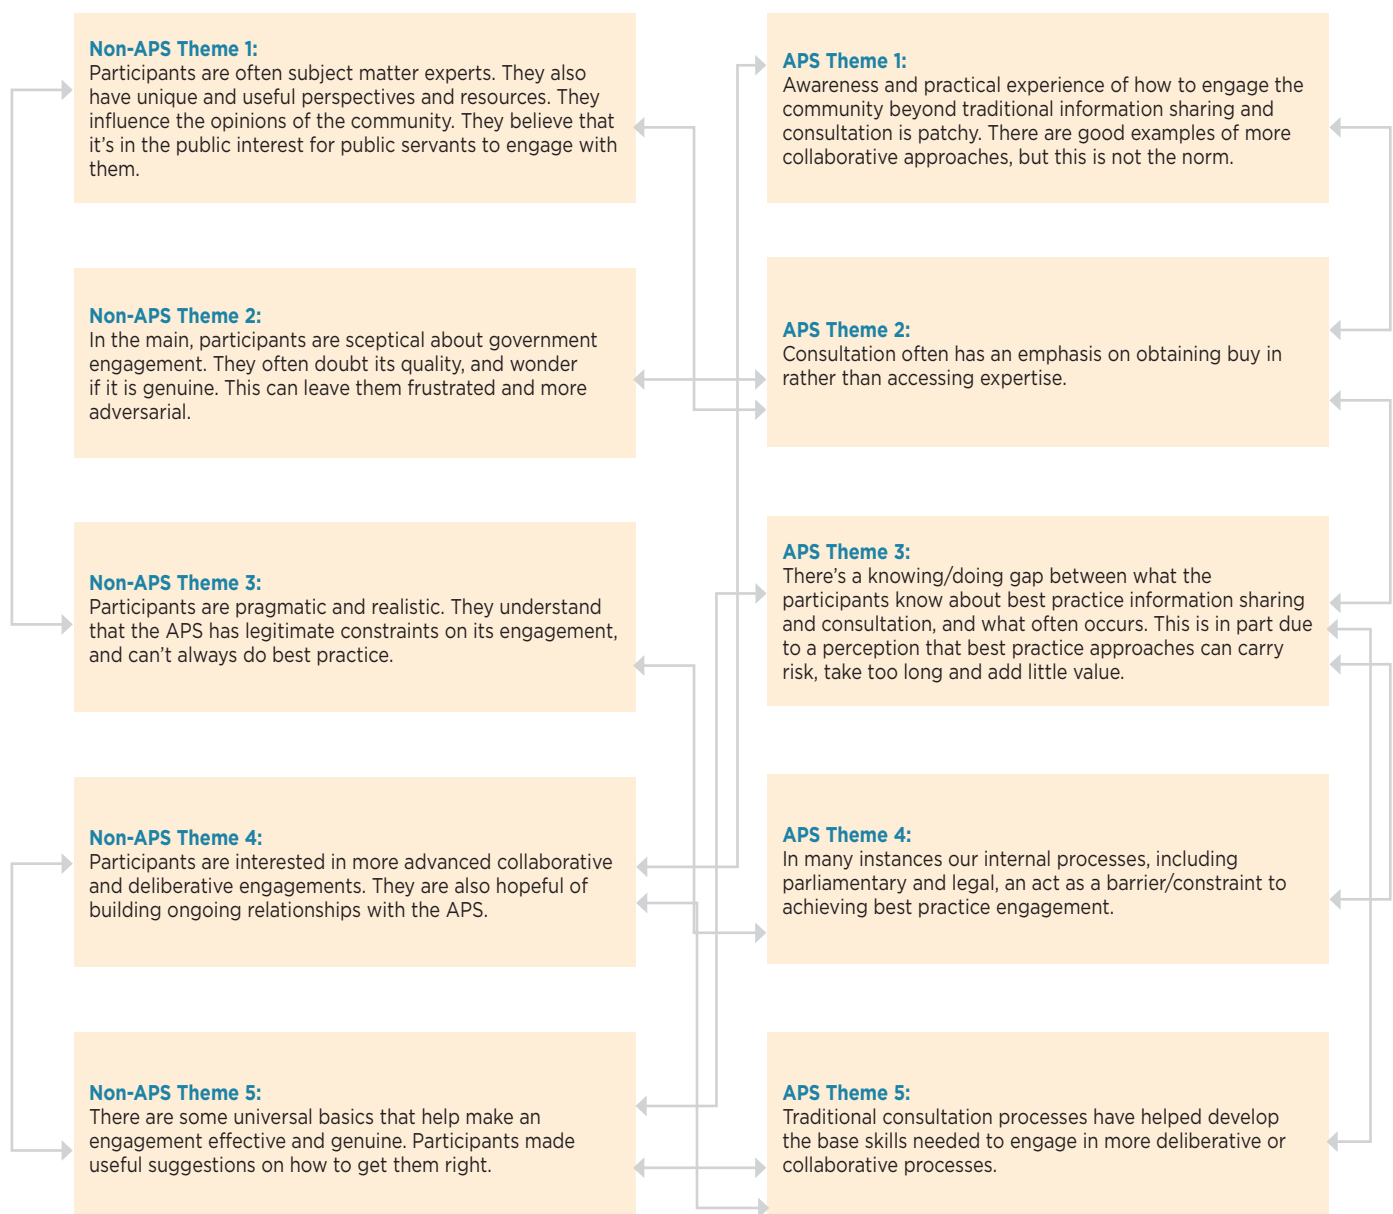 Non-APS Theme 1:
Participants are often subject matter experts. They also
have unique and useful perspectives and resources. They
influence the opinions of the community. They believe that
it's in the public interest for public servants to engage with
them.
Non-APS Theme 2:
In the main, participants are sceptical about government
engagement. They often doubt its quality, and wonder
if it is genuine. This can leave them frustrated and more
adversarial.
Non-APS Theme 3:
Participants are pragmatic and realistic. They understand
that the APS has legitimate constraints on its engagement,
and can't always do best practice.
Non-APS Theme 4:
Participants are interested in more advanced collaborative
and deliberative engagements. They are also hopeful of
building ongoing relationships with the APS.
Non-APS Theme 5:
There are some universal basics that help make an
engagement effective and genuine. Participants made
useful suggestions on how to get them right.
APS Theme 1:
Awareness and practical experience of how to engage the
community beyond traditional information sharing and
consultation is patchy. There are good examples of more
collaborative approaches, but this is not the norm.
APS Theme 2:
Consultation often has an emphasis on obtaining buy in
rather than accessing expertise.
APS Theme 3:
There's a knowing/doing gap between what the
participants know about best practice information sharing
and consultation, and what often occurs. This is in part due
to a perception that best practice approaches can carry
risk, take too long and add little value.
APS Theme 4:
In many instances our internal processes, including
parliamentary and legal, an act as a barrier/constraint to
achieving best practice engagement.
APS Theme 5:
Traditional consultation processes have helped develop
the base skills needed to engage in more deliberative or
collaborative processes.